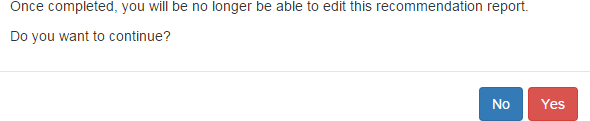 Once completed, you will be no longer be able to edit this recommendation report.
Do you want to continue?
No Yes